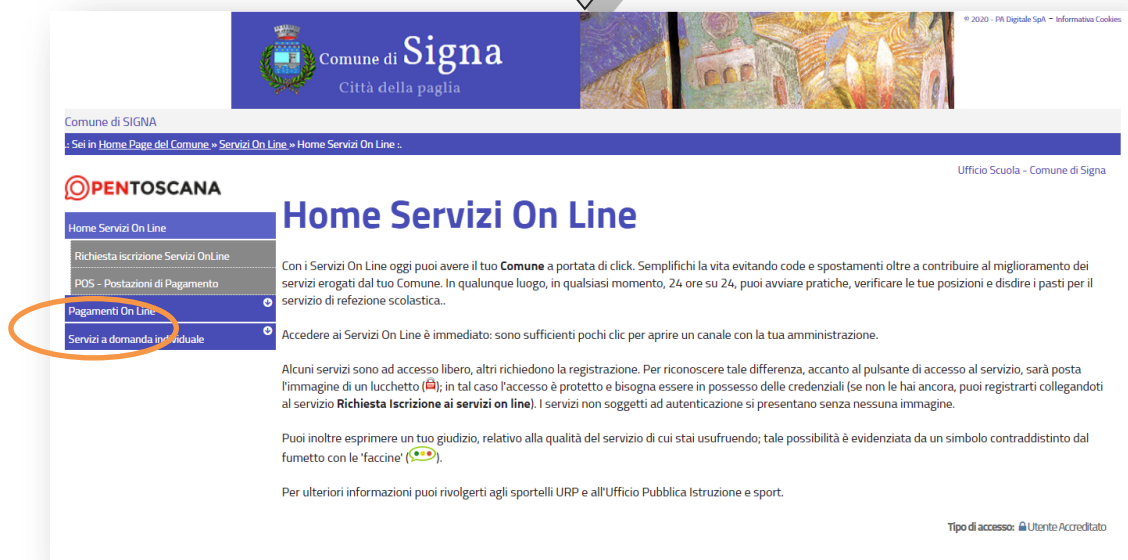 © 2020 - PA Digitale SpA - Informativa Cookies
Comune di Signa
Città della paglia
Comune di SIGNA
.: Sei in Home Page del Comune » Servizi On Line » Home Servizi On Line :.
Ufficio Scuola - Comune di Signa
OPENTOSCANA
Home Servizi On Line
Richiesta iscrizione Servizi OnLine
POS - Postazioni di Pagamento
Pagamenti On Line
Servizi a domanda individuale
Home Servizi On Line
Con i Servizi On Line oggi puoi avere il tuo Comune a portata di click. Semplifichi la vita evitando code e spostamenti oltre a contribuire al miglioramento dei
servizi erogati dal tuo Comune. In qualunque luogo, in qualsiasi momento, 24 ore su 24, puoi avviare pratiche, verificare le tue posizioni e disdire i pasti per il
servizio di refezione scolastica..
Accedere ai Servizi On Line è immediato: sono sufficienti pochi clic per aprire un canale con la tua amministrazione.
Alcuni servizi sono ad accesso libero, altri richiedono la registrazione. Per riconoscere tale differenza, accanto al pulsante di accesso al servizio, sarà posta
l'immagine di un lucchetto (); in tal caso l'accesso è protetto e bisogna essere in possesso delle credenziali (se non le hai ancora, puoi registrarti collegandoti
al servizio Richiesta Iscrizione ai servizi on line). I servizi non soggetti ad autenticazione si presentano senza nessuna immagine.
Puoi inoltre esprimere un tuo giudizio, relativo alla qualità del servizio di cui stai usufruendo; tale possibilità è evidenziata da un simbolo contraddistinto dal
fumetto con le 'faccine' ().
Per ulteriori informazioni puoi rivolgerti agli sportelli URP e all'Ufficio Pubblica Istruzione e sport.
Tipo di accesso: Utente Accreditato